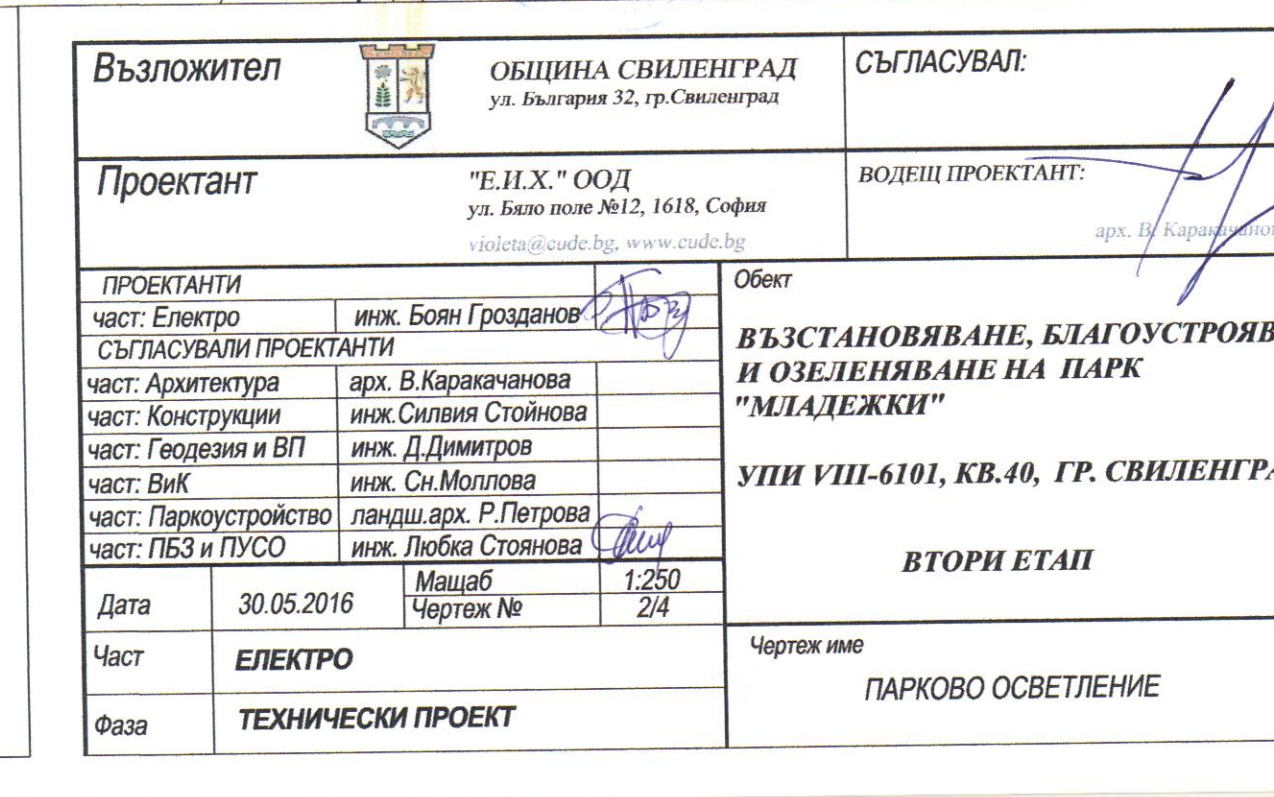 Възложител
ОБЩИНА СВИЛЕНГРАД
ул. България 32, гр.Свиленград
СЪГЛАСУВАЛ:
Проектант
"Е.И.Х." ООД
ул. Бяло поле №12, 1618, София
violeta@cude.bg, www.cude.bg
ВОДЕЩ ПРОЕКТАНТ:
арх. В. Каракачанов
ПРОЕКТАНТИ
част: Електро инж. Боян Грозданов
СЪГЛАСУВАЛИ ПРОЕКТАНТИ
част: Архитектура арх. В.Каракачанова
част: Конструкции инж.Силвия Стойнова
част: Геодезия и ВП инж. Д.Димитров
част: ВиК инж. Сн.Моллова
част: Паркоустройство ландш.арх. Р.Петрова
част: ПБЗ и ПУСО инж. Любка Стоянова
Дата 30.05.2016
Мащаб 1:250
Чертеж № 2/4
Част ЕЛЕКТРО
Фаза ТЕХНИЧЕСКИ ПРОЕКТ
Обект
ВЪЗСТАНОВЯВАНЕ, БЛАГОУСТРОЯВ
И ОЗЕЛЕНЯВАНЕ НА ПАРК
"МЛАДЕЖКИ"
УПИ VIII-6101, КВ.40, ГР. СВИЛЕНГРА
ВТОРИ ЕТАП
Чертеж име
ПАРКОВО ОСВЕТЛЕНИЕ